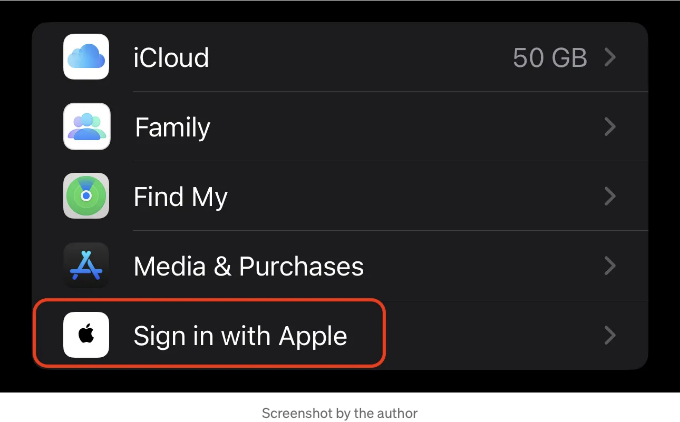 iCloud 50 GB
Family
Find My
Media & Purchases
Sign in with Apple
Screenshot by the author